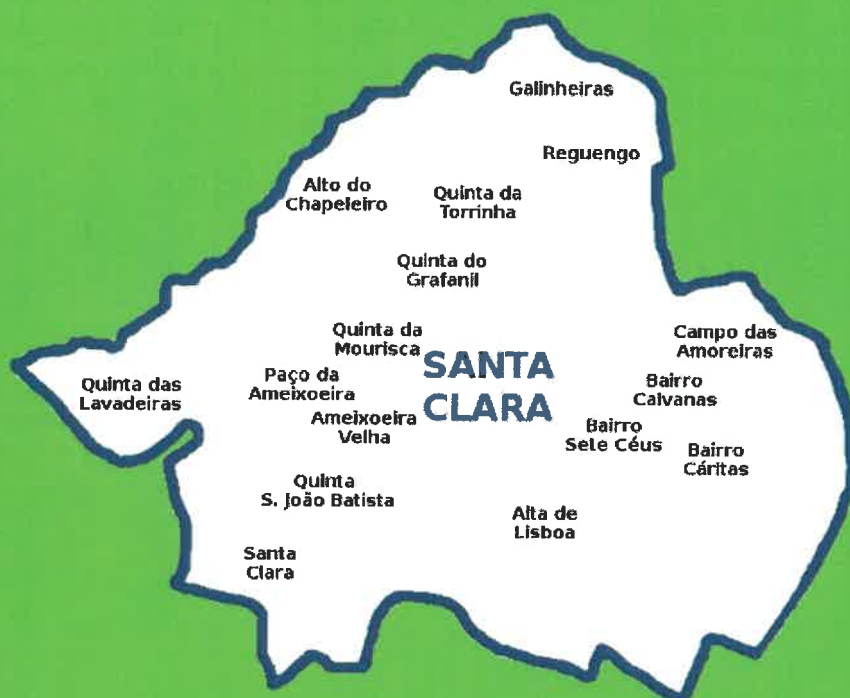 Galinheiras
Reguengo
Alto do
Chapeleiro
Quinta da
Torrinha
Quinta do
Grafanil
Quinta da
Mourisca
SANTA
CLARA
Campo das
Amoreiras
Quinta das
Lavadeiras
Paço da
Ameixoeira
Bairro
Calvanas
Ameixoeira
Velha
Bairro
Sete Céus
Bairro
Cáritas
Quinta
S. João Batista
Alta de
Lisboa
Santa
Clara